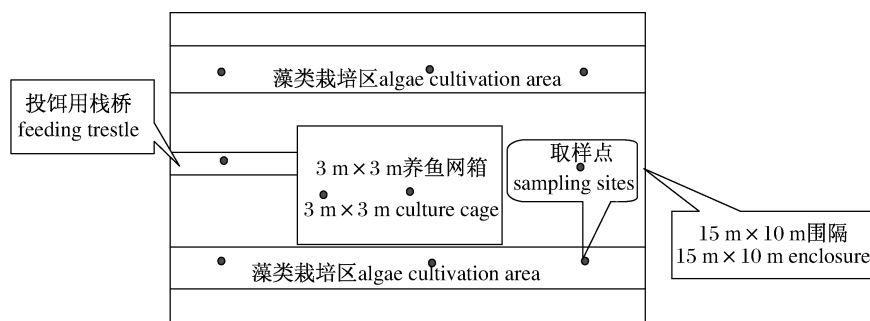 藻类栽培区algae cultivation area
投饵用栈桥
feeding trestle
3 m×3 m养鱼网箱
3 m×3 m culture cage
取样点
sampling sites
15 m×10 m围隔
15 m×10 m enclosure
藻类栽培区algae cultivation area